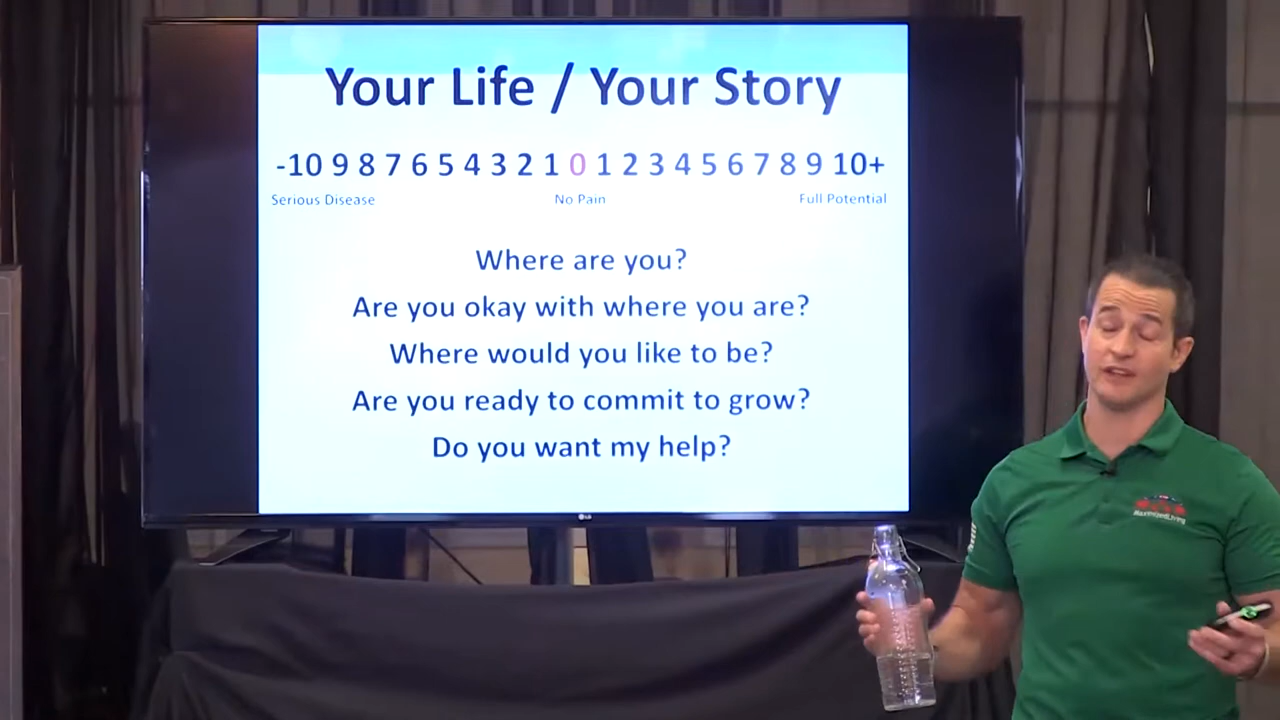 Your Life / Your Story
-10 9 8 7 6 5 4 3 2 1 0 1 2 3 4 5 6 7 8 9 10+
Serious Disease No Pain Full Potential
Where are you?
Are you okay with where you are?
Where would you like to be?
Are you ready to commit to grow?
Do you want my help?
LG
MaximizedLiving